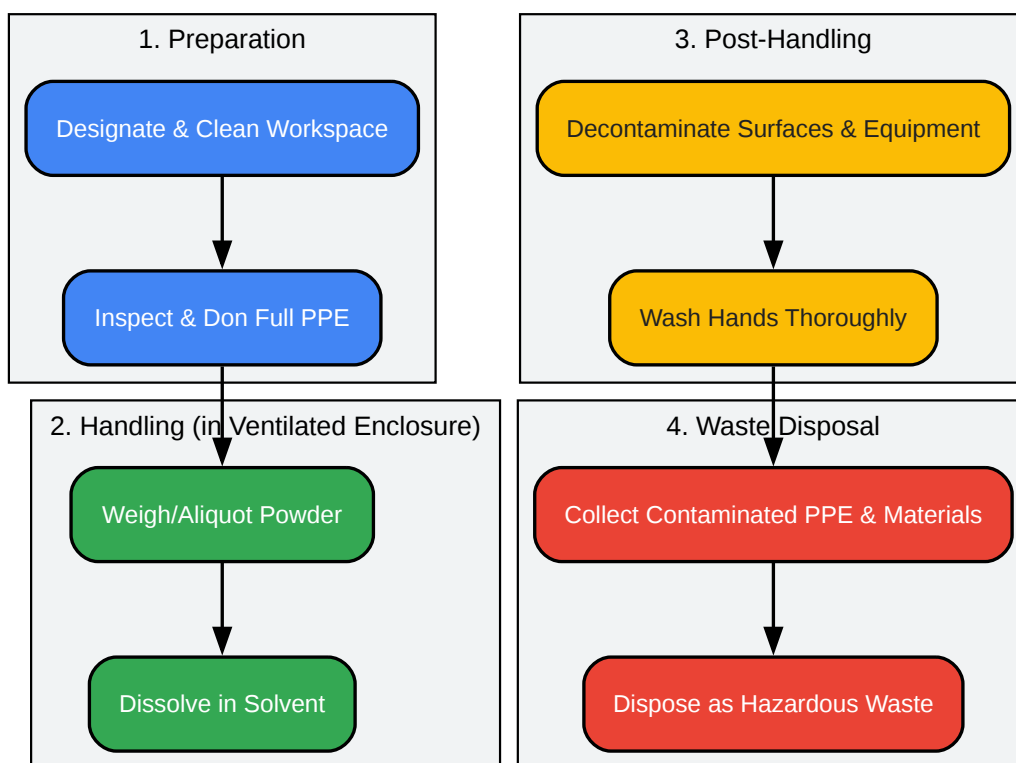 1. Preparation
Designate & Clean Workspace
Inspect & Don Full PPE
2. Handling (in Ventilated Enclosure)
Weigh/Aliquot Powder
Dissolve in Solvent
3. Post-Handling
Decontaminate Surfaces & Equipment
Wash Hands Thoroughly
4. Waste Disposal
Collect Contaminated PPE & Materials
Dispose as Hazardous Waste